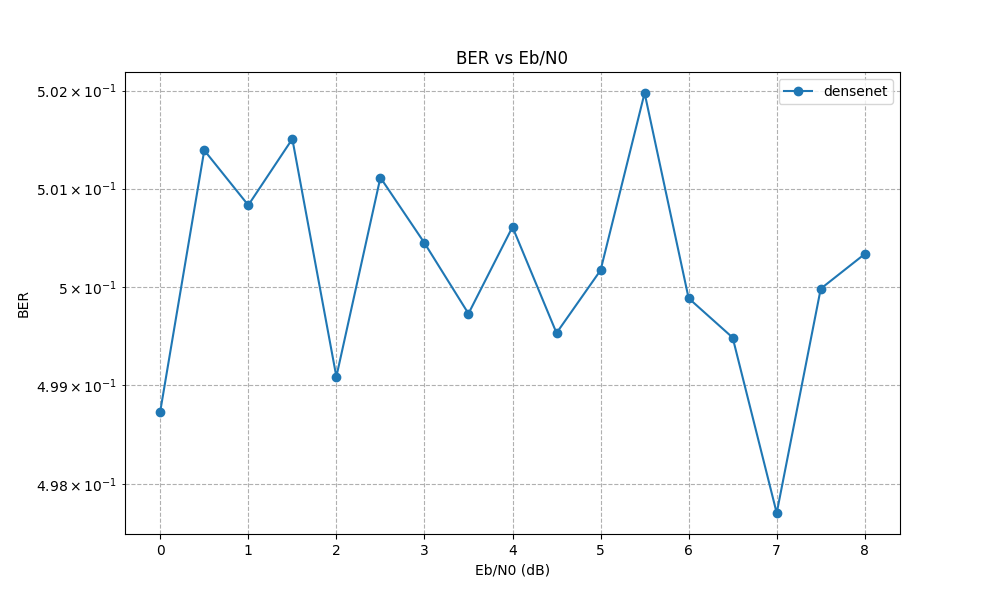 BER vs Eb/N0
densenet
5.02 × 10⁻¹
5.01 × 10⁻¹
5 × 10⁻¹
4.99 × 10⁻¹
4.98 × 10⁻¹
BER
0 1 2 3 4 5 6 7 8
Eb/N0 (dB)